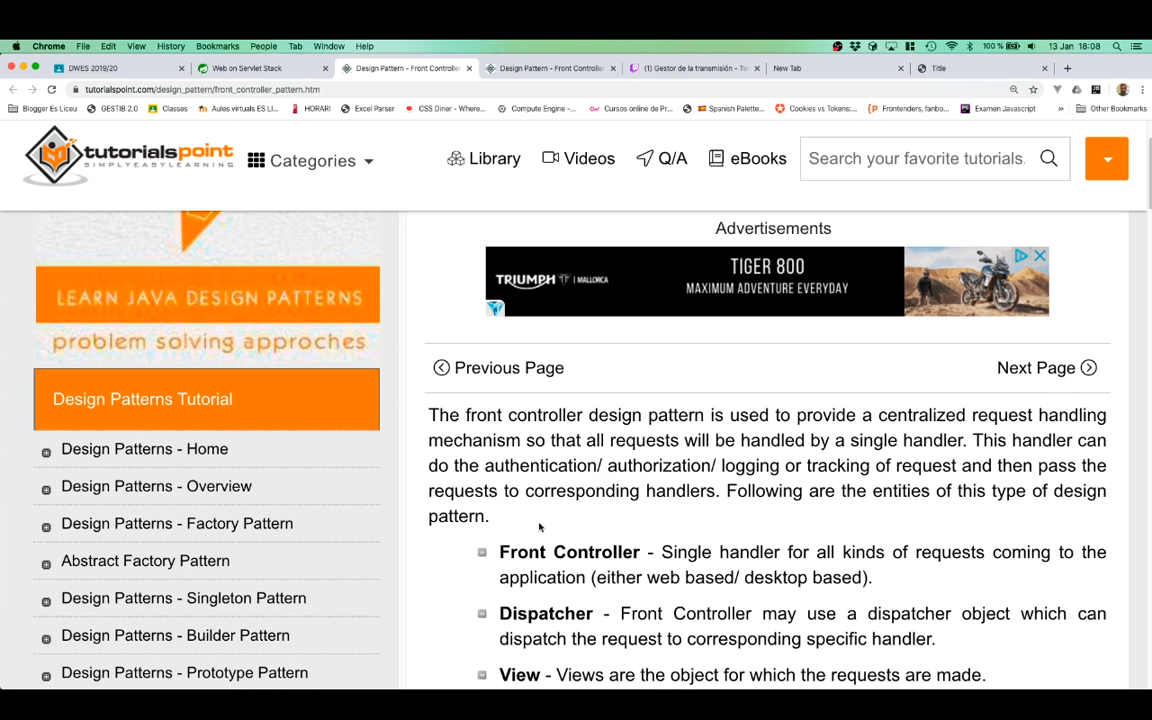 Chrome File Edit View History Bookmarks People Tab Window Help 100% 13 Jan 18:08
DWES 2019/20 Web on Servlet Stack Design Pattern - Front Controlle Design Pattern - Front Controlle (1) Gestor de la transmisión - Tw New Tab Title
tutorialspoint.com/design_pattern/front_controller_pattern.htm
Blogger Es Liceu GESTIB 2.0 Classes Aules virtuals ES LI... HORARI Excel Parser CSS Diner - Where... Compute Engine -... Cursos online de Pr... Spanish Palette... Cookies vs Tokens:... Frontenders, fanbo... Examen Javascript » Other Bookmarks
tutorialspoint
SIMPLYEASYLEARNING
Categories
Library Videos Q/A eBooks Search your favorite tutorials.
Advertisements
TRIUMPH MALLORCA
TIGER 800
MAXIMUM ADVENTURE EVERYDAY
LEARN JAVA DESIGN PATTERNS
problem solving approaches
Design Patterns Tutorial
Design Patterns - Home
Design Patterns - Overview
Design Patterns - Factory Pattern
Abstract Factory Pattern
Design Patterns - Singleton Pattern
Design Patterns - Builder Pattern
Design Patterns - Prototype Pattern
Previous Page Next Page
The front controller design pattern is used to provide a centralized request handling
mechanism so that all requests will be handled by a single handler. This handler can
do the authentication/ authorization/ logging or tracking of request and then pass the
requests to corresponding handlers. Following are the entities of this type of design
pattern.
Front Controller - Single handler for all kinds of requests coming to the
application (either web based/ desktop based).
Dispatcher - Front Controller may use a dispatcher object which can
dispatch the request to corresponding specific handler.
View - Views are the object for which the requests are made.